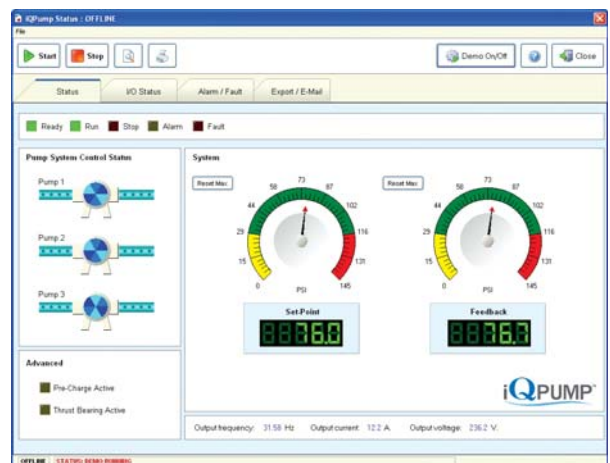 iQPump Status : OFFLINE
File
Start Stop Demo On/Off ? Close
Status I/O Status Alarm / Fault Export / E-Mail
Ready Run Stop Alarm Fault
Pump System Control Status
Pump 1
Pump 2
Pump 3
Advanced
Pre-Charge Active
Thrust Bearing Active
System
Reset Max
0 15 29 44 58 73 87 102 116 131 145
PSI
Set-Point
76.0
Reset Max
0 15 29 44 58 73 87 102 116 131 145
PSI
Feedback
76.7
iQPUMP™
Output frequency: 31.58 Hz Output current: 12.2 A Output voltage: 236.2 V
OFFLINE STATUS: DEMO RUNNING